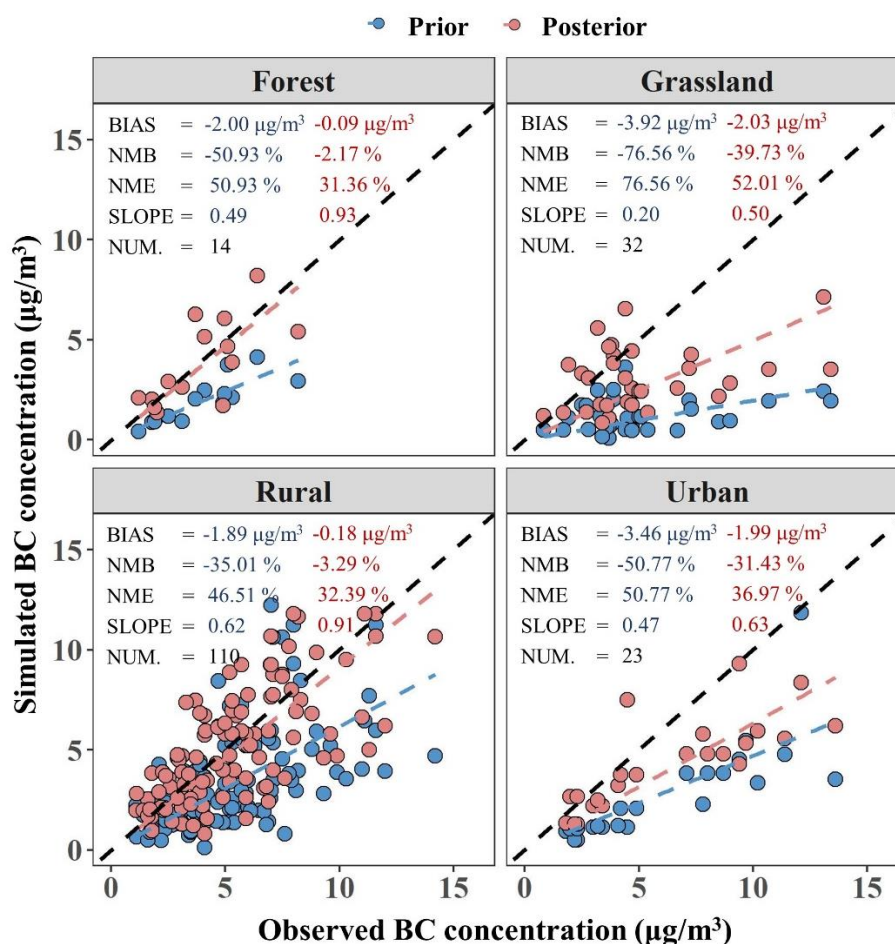 Prior Posterior
Forest
BIAS = -2.00 μg/m³ -0.09 μg/m³
NMB = -50.93 % -2.17 %
NME = 50.93 % 31.36 %
SLOPE = 0.49 0.93
NUM. = 14
Grassland
BIAS = -3.92 μg/m³ -2.03 μg/m³
NMB = -76.56 % -39.73 %
NME = 76.56 % 52.01 %
SLOPE = 0.20 0.50
NUM. = 32
15
10
5
0
Rural
BIAS = -1.89 μg/m³ -0.18 μg/m³
NMB = -35.01 % -3.29 %
NME = 46.51 % 32.39 %
SLOPE = 0.62 0.91
NUM. = 110
Urban
BIAS = -3.46 μg/m³ -1.99 μg/m³
NMB = -50.77 % -31.43 %
NME = 50.77 % 36.97 %
SLOPE = 0.47 0.63
NUM. = 23
15
10
5
0
0 5 10 15 0 5 10 15
Simulated BC concentration (μg/m³)
Observed BC concentration (μg/m³)